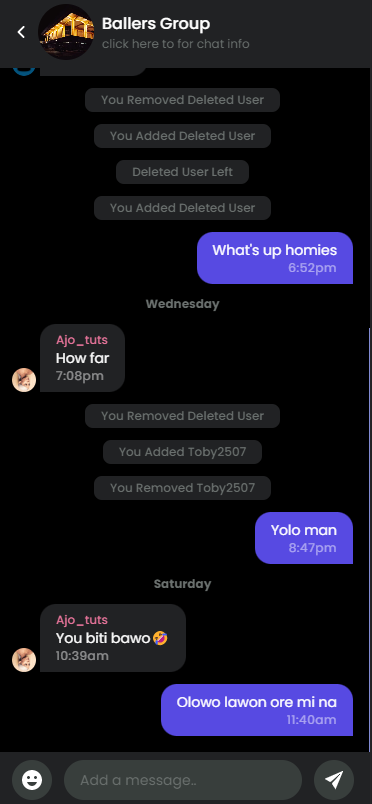 Ballers Group
click here to for chat info
You Removed Deleted User
You Added Deleted User
Deleted User Left
You Added Deleted User
What's up homies
6:52pm
Wednesday
Ajo_tuts
How far
7:08pm
You Removed Deleted User
You Added Toby2507
You Removed Toby2507
Yolo man
8:47pm
Saturday
Ajo_tuts
You biti bawo🤣
10:39am
Olowo lawon ore mi na
11:40am
Add a message..